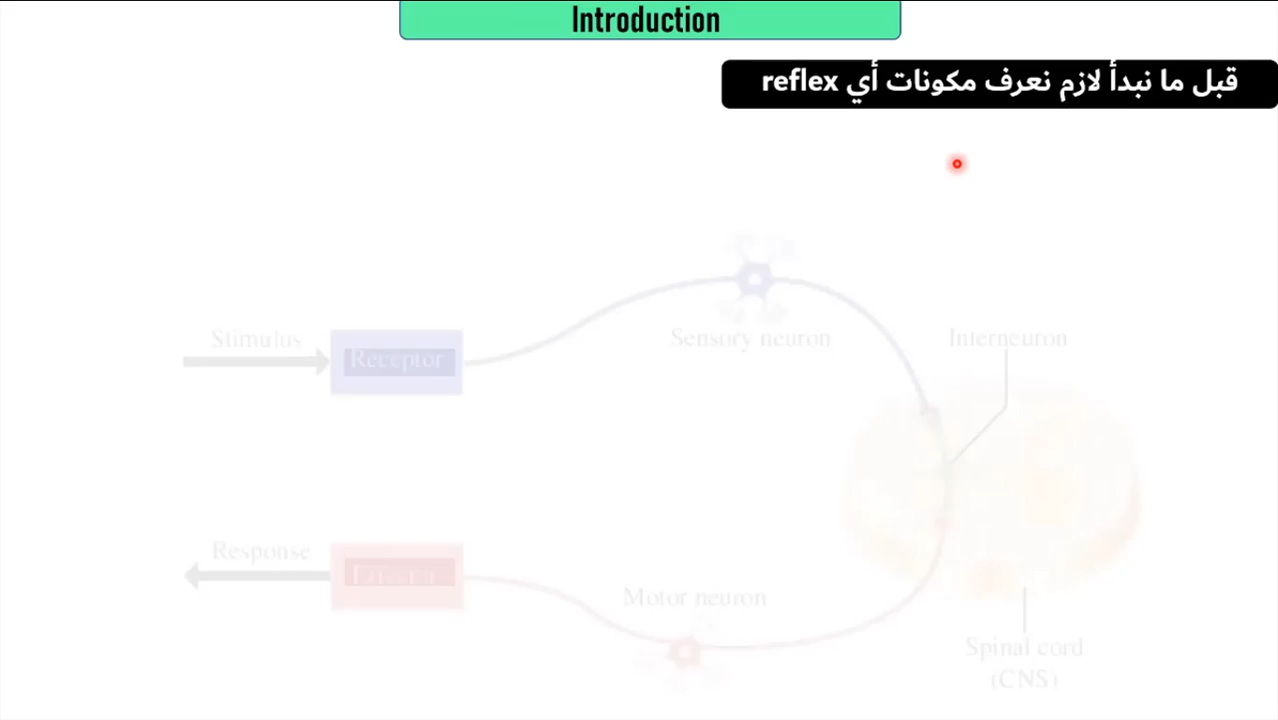 Introduction
قبل ما نبدأ لازم نعرف مكونات أي reflex
Sensory neuron
Interneuron
Stimulus
Receptor
Response
Motor neuron
Spinal cord
(CNS)